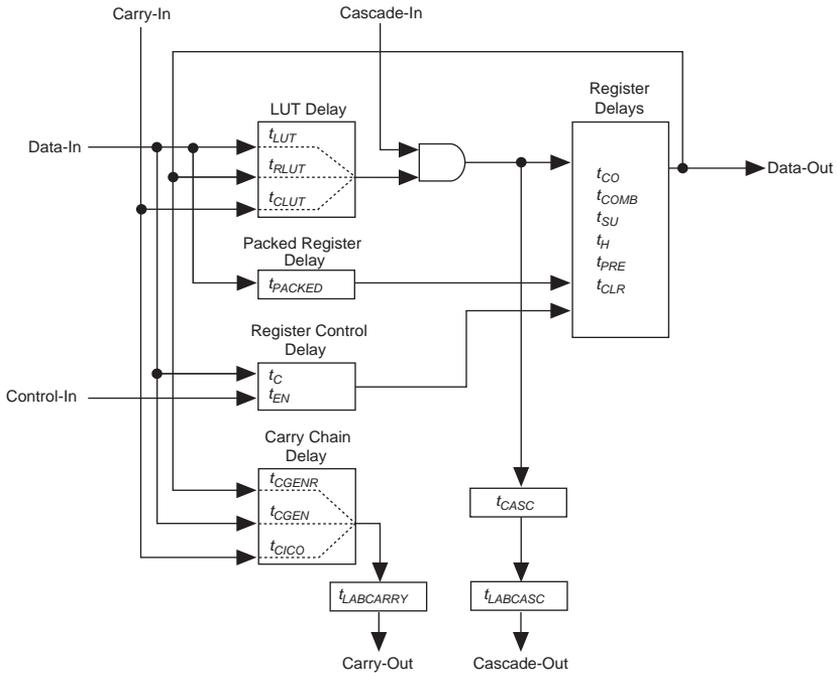 Carry-In
Cascade-In
Register
Delays
LUT Delay
Data-In
tLUT
tRLUT
tCLUT
tCO
tCOMB
tSU
tH
tPRE
tCLR
Data-Out
Packed Register
Delay
tPACKED
Register Control
Delay
tC
tEN
Control-In
Carry Chain
Delay
tCGENR
tCGEN
tCICO
tCASC
tLABCARRY
tLABCASC
Carry-Out
Cascade-Out